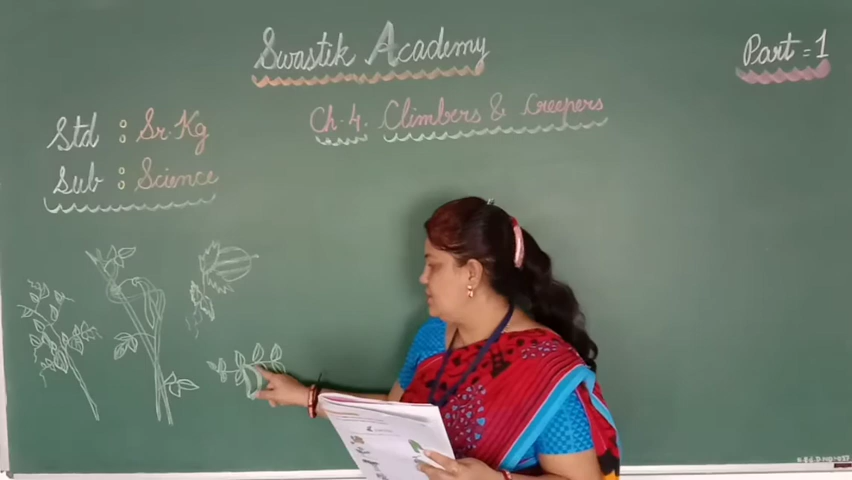 Swastik Academy
Part = 1
Std : Sr. Kg
Ch-4. Climbers & Creepers
Sub : Science